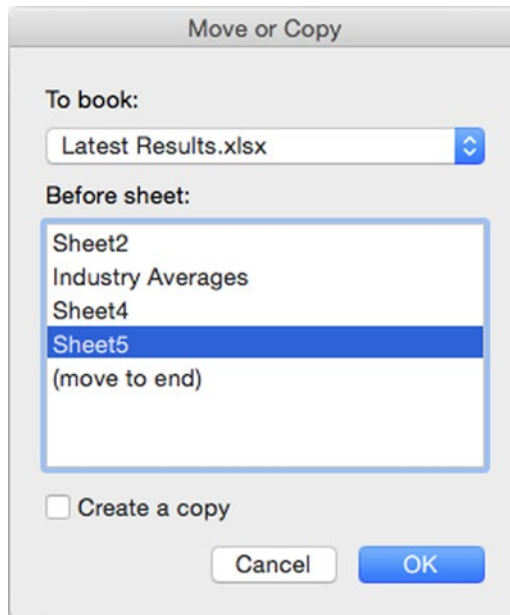 Move or Copy
To book:
Latest Results.xlsx
Before sheet:
Sheet2
Industry Averages
Sheet4
Sheet5
(move to end)
Create a copy
Cancel OK